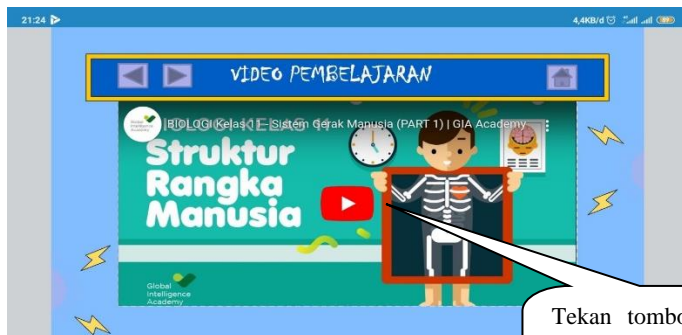 21:24
4,4KB/d
VIDEO PEMBELAJARAN
BIOLOGI Kelas 11 - Sistem Gerak Manusia (PART 1) | GIA Academy
Struktur
Rangka
Manusia
Global
Intelligence
Academy
Tekan